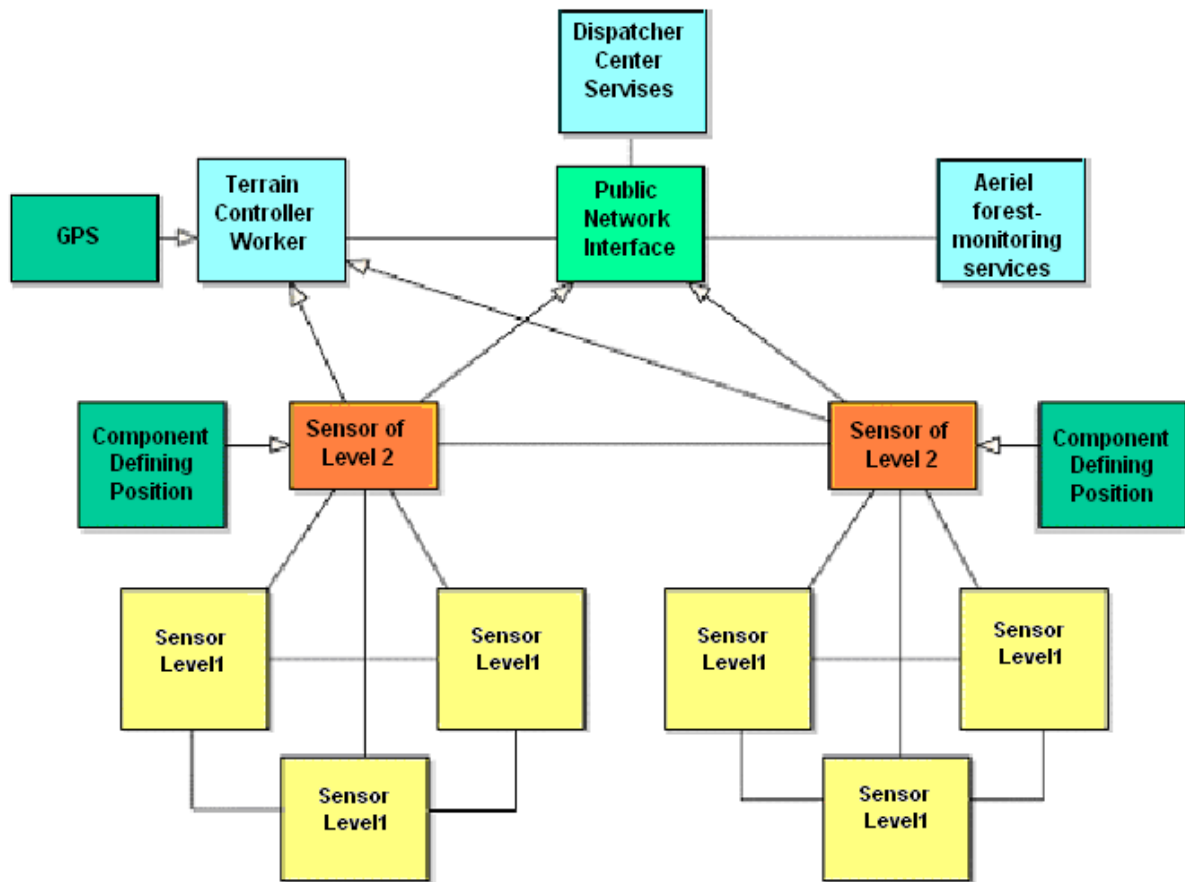 Dispatcher
Center
Servises
Terrain
Controller
Worker
Public
Network
Interface
Aeriel
forest-
monitoring
services
GPS
Component
Defining
Position
Sensor of
Level 2
Sensor of
Level 2
Component
Defining
Position
Sensor
Level1
Sensor
Level1
Sensor
Level1
Sensor
Level1
Sensor
Level1
Sensor
Level1